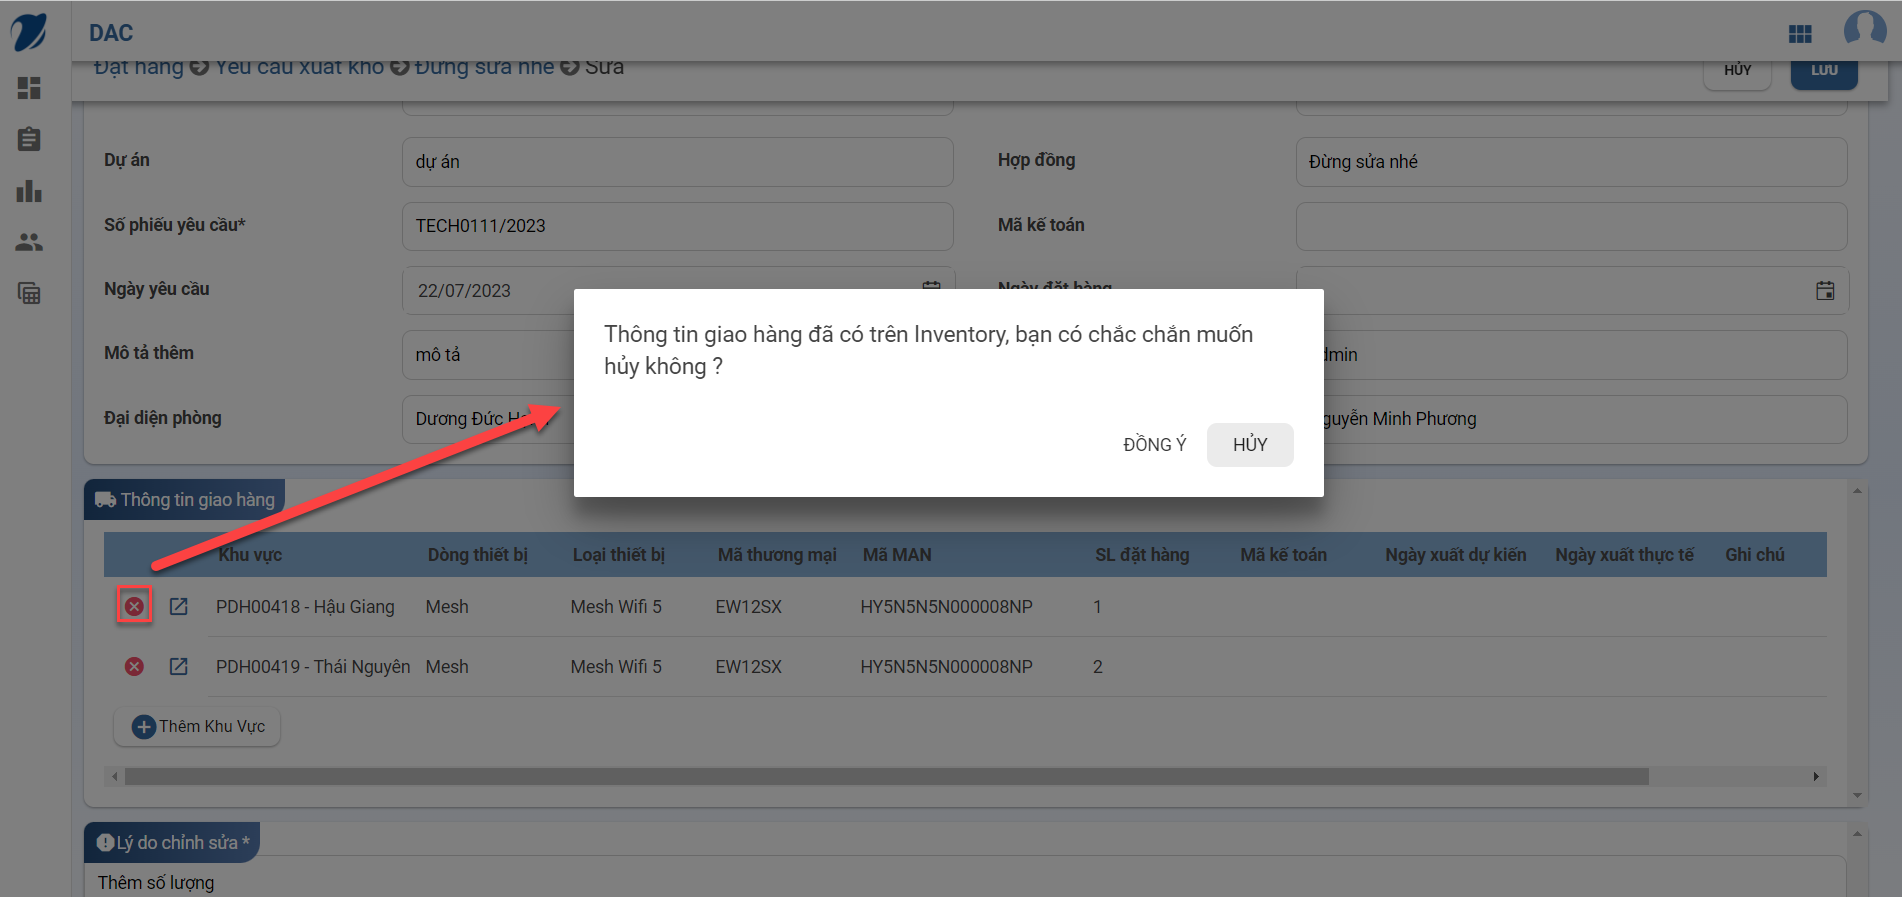 DAC
Đặt hàng Yêu cầu xuất kho Đừng sửa nhé Sửa
HỦY
LƯU
Dự án
dự án
Hợp đồng
Đừng sửa nhé
Số phiếu yêu cầu*
TECH0111/2023
Mã kế toán
Ngày yêu cầu
22/07/2023
Ngày đặt hàng
Mô tả thêm
mô tả
dmin
Đại diện phòng
Dương Đức
guyễn Minh Phương
Thông tin giao hàng đã có trên Inventory, bạn có chắc chắn muốn
hủy không ?
ĐỒNG Ý
HỦY
Thông tin giao hàng
Khu vực Dòng thiết bị Loại thiết bị Mã thương mại Mã MAN SL đặt hàng Mã kế toán Ngày xuất dự kiến Ngày xuất thực tế Ghi chú
PDH00418 - Hậu Giang Mesh Mesh Wifi 5 EW12SX HY5N5N5N000008NP 1
PDH00419 - Thái Nguyên Mesh Mesh Wifi 5 EW12SX HY5N5N5N000008NP 2
Thêm Khu Vực
Lý do chỉnh sửa *
Thêm số lượng